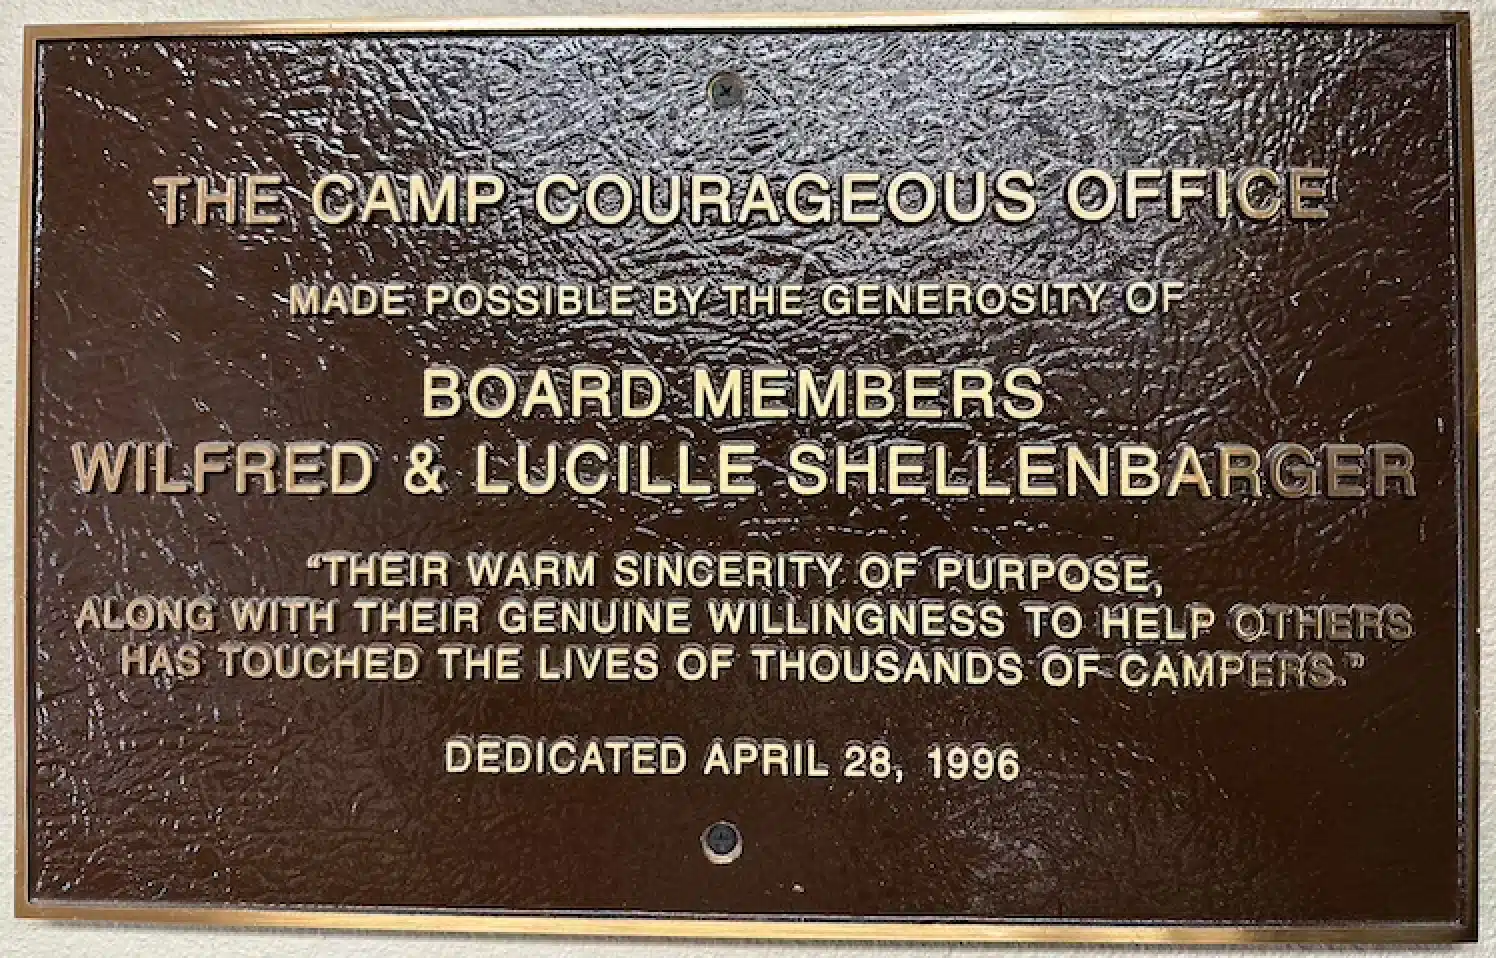 THE CAMP COURAGEOUS OFFICE
MADE POSSIBLE BY THE GENEROSITY OF
BOARD MEMBERS
WILFRED & LUCILLE SHELLENBARGER
“THEIR WARM SINCERITY OF PURPOSE,
ALONG WITH THEIR GENUINE WILLINGNESS TO HELP OTHERS
HAS TOUCHED THE LIVES OF THOUSANDS OF CAMPERS.”
DEDICATED APRIL 28, 1996